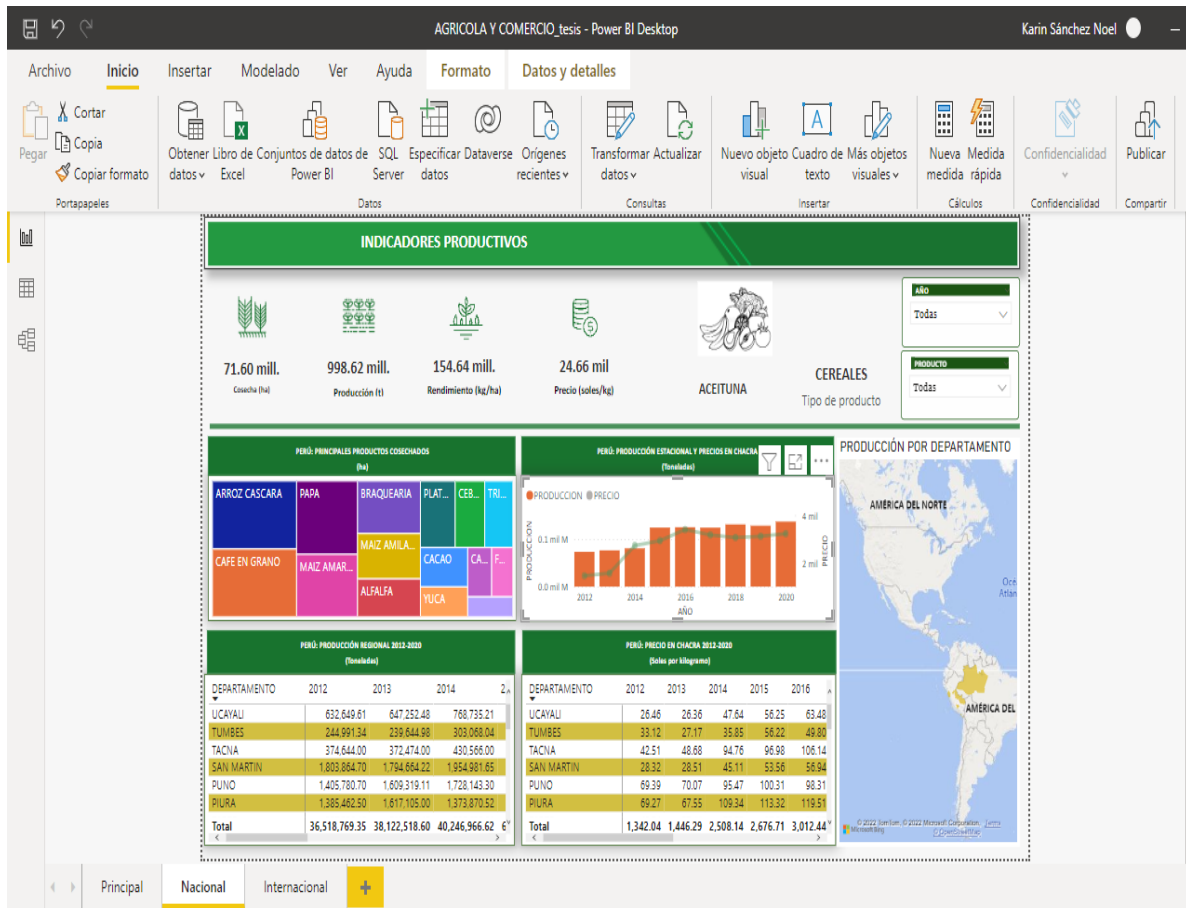 AGRICOLA Y COMERCIO_tesis - Power BI Desktop
Karin Sánchez Noel
Archivo Inicio Insertar Modelado Ver Ayuda Formato Datos y detalles
Pegar
Cortar
Copia
Copiar formato
Portapapeles
Obtener datos
Libro de Excel
Conjuntos de datos de Power BI
SQL Server
Especificar datos
Dataverse
Orígenes recientes
Datos
Transformar datos
Actualizar
Consultas
Nuevo objeto visual
Cuadro de texto
Más objetos visuales
Insertar
Nueva medida
Medida rápida
Cálculos
Confidencialidad
Confidencialidad
Publicar
Compartir
INDICADORES PRODUCTIVOS
71.60 mill.
Cosecha (ha)
998.62 mill.
Producción (t)
154.64 mill.
Rendimiento (kg/ha)
24.66 mil
Precio (soles/kg)
ACEITUNA
CEREALES
Tipo de producto
AÑO
Todas
PRODUCTO
Todas
PERÚ: PRINCIPALES PRODUCTOS COSECHADOS
(ha)
ARROZ CASCARA
CAFE EN GRANO
PAPA
MAIZ AMAR...
BRAQUEARIA
MAIZ AMILA...
ALFALFA
PLAT...
CEB...
TRI...
CACAO
CA...
F...
YUCA
PERÚ: PRODUCCIÓN ESTACIONAL Y PRECIOS EN CHACRA
(Toneladas)
PRODUCCION PRECIO
PRODUCCION
0.1 mil M
0.0 mil M
4 mil
2 mil
PRECIO
2012 2014 2016 2018 2020
AÑO
PRODUCCIÓN POR DEPARTAMENTO
AMÉRICA DEL NORTE
Océ
Atlán
AMÉRICA DEL
Microsoft Bing
© 2022 TomTom, © 2022 Microsoft Corporation, Terms
© OpenStreetMap
PERÚ: PRODUCCIÓN REGIONAL 2012-2020
(Toneladas)
DEPARTAMENTO 2012 2013 2014 2
UCAYALI 632,649.61 647,252.48 768,735.21
TUMBES 244,991.34 239,644.98 303,068.04
TACNA 374,644.00 372,474.00 430,566.00
SAN MARTIN 1,803,864.70 1,794,664.22 1,954,981.65
PUNO 1,405,780.70 1,609,319.11 1,728,143.30
PIURA 1,385,462.50 1,617,105.00 1,373,870.52
Total 36,518,769.35 38,122,518.60 40,246,966.62 6
PERÚ: PRECIO EN CHACRA 2012-2020
(Soles por kilogramo)
DEPARTAMENTO 2012 2013 2014 2015 2016
UCAYALI 26.46 26.36 47.64 56.25 63.48
TUMBES 33.12 27.17 35.85 56.22 49.80
TACNA 42.51 48.68 94.76 96.98 106.14
SAN MARTIN 28.32 28.51 45.11 53.56 56.94
PUNO 69.39 70.07 95.47 100.31 98.31
PIURA 69.27 67.55 109.34 113.32 119.51
Total 1,342.04 1,446.29 2,508.14 2,676.71 3,012.44
Principal Nacional Internacional +